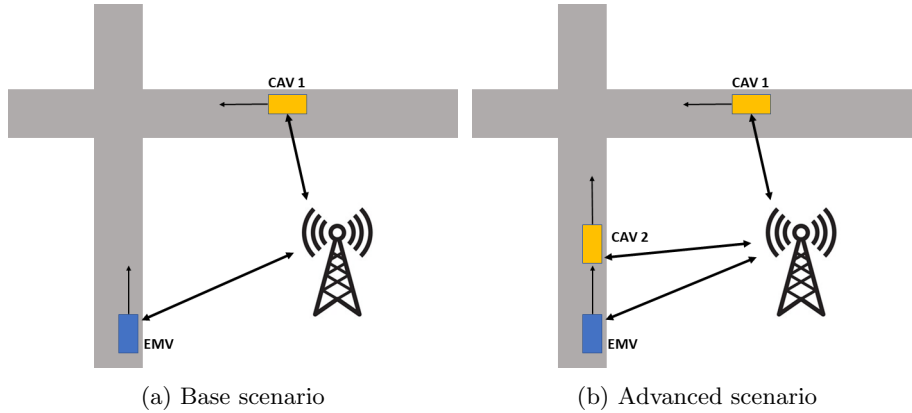 CAV 1
EMV
(a) Base scenario
CAV 1
CAV 2
EMV
(b) Advanced scenario